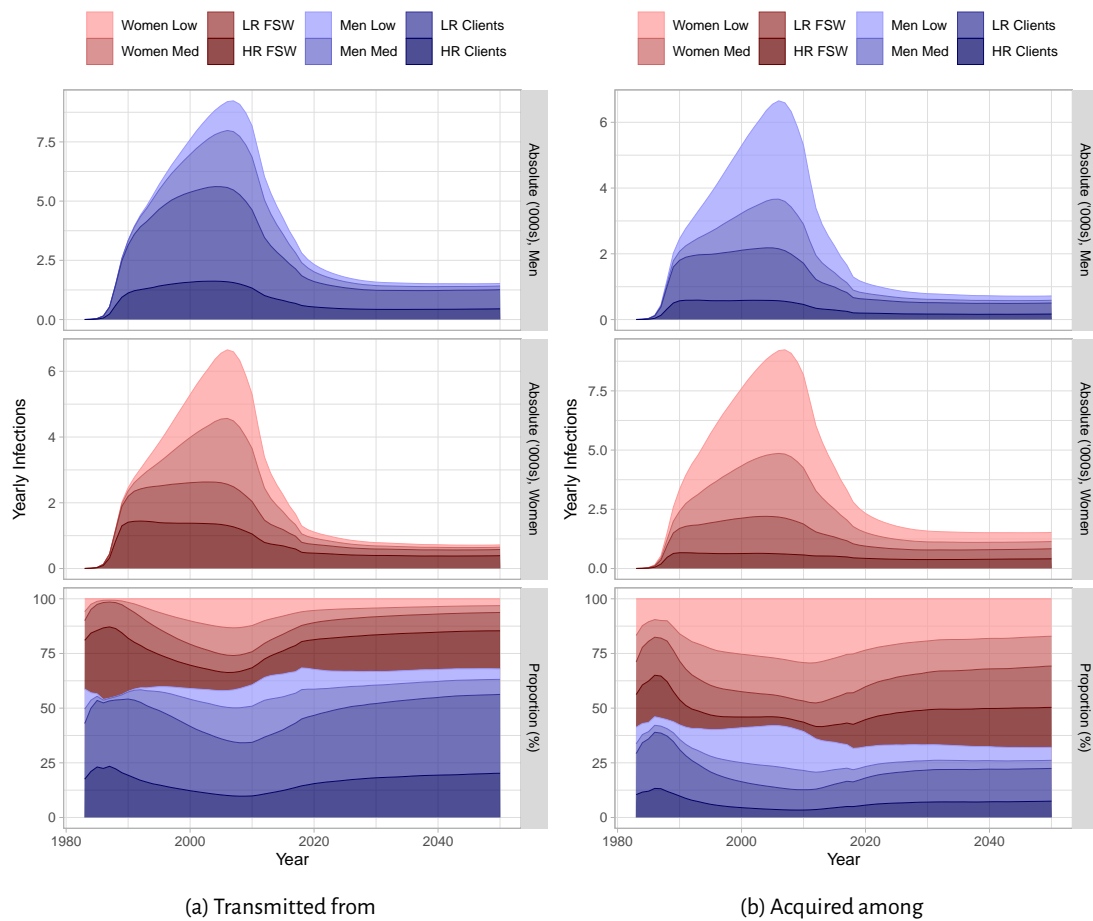 Women Low LR FSW Men Low LR Clients
Women Med HR FSW Men Med HR Clients
Yearly Infections
7.5
5.0
2.5
0.0
Absolute ('000s), Men
6
4
2
0
Absolute ('000s), Women
100
75
50
25
0
Proportion (%)
1980 2000 2020 2040
Year
(a) Transmitted from
Women Low LR FSW Men Low LR Clients
Women Med HR FSW Men Med HR Clients
Yearly Infections
6
4
2
0
Absolute ('000s), Men
7.5
5.0
2.5
0.0
Absolute ('000s), Women
100
75
50
25
0
Proportion (%)
1980 2000 2020 2040
Year
(b) Acquired among